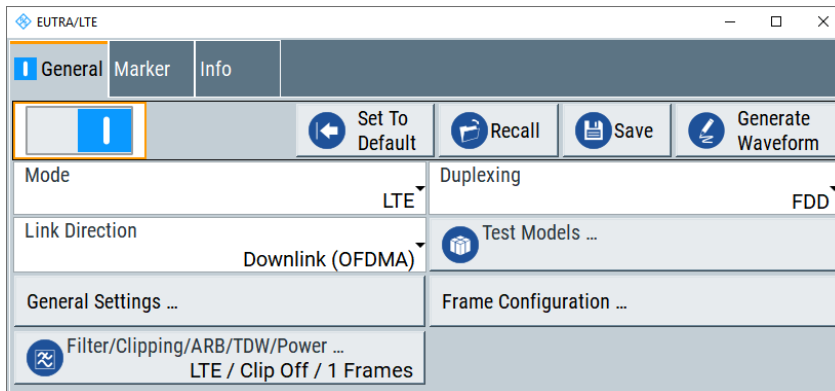 EUTRA/LTE
General
Marker
Info
Set To
Default
Recall
Save
Generate
Waveform
Mode
LTE
Duplexing
FDD
Link Direction
Downlink (OFDMA)
Test Models ...
General Settings ...
Frame Configuration ...
Filter/Clipping/ARB/TDW/Power ...
LTE / Clip Off / 1 Frames